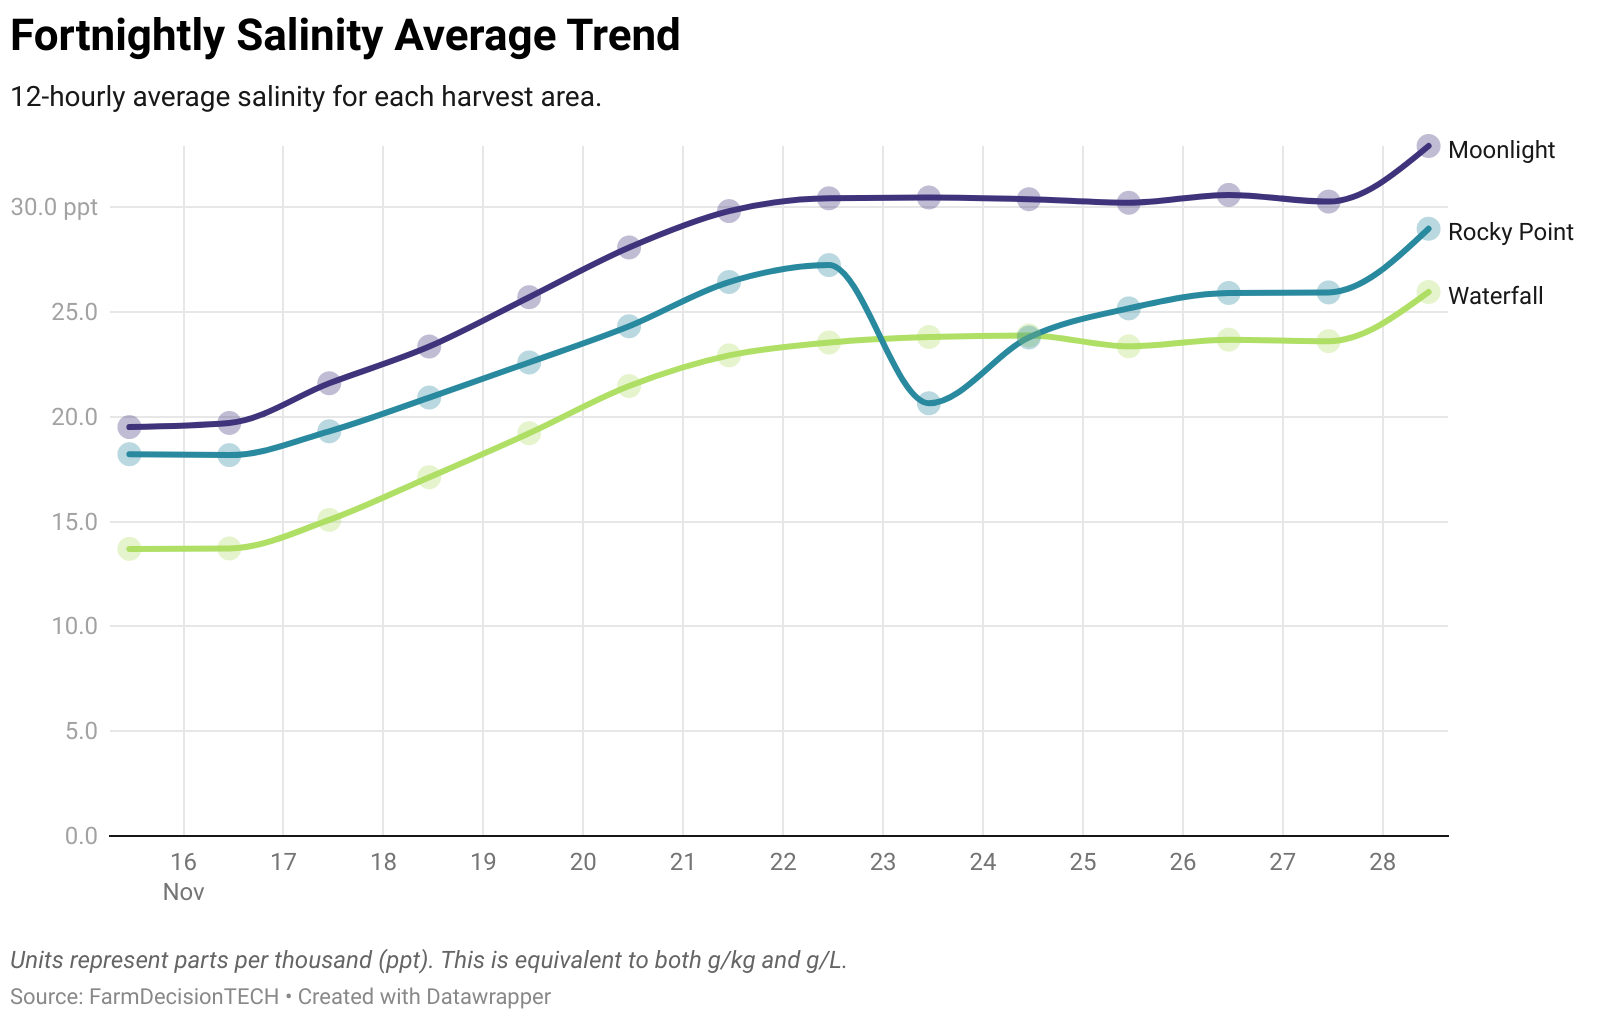 Fortnightly Salinity Average Trend
12-hourly average salinity for each harvest area.
Moonlight
30.0 ppt
Rocky Point
Waterfall
25.0
20.0
15.0
10.0
5.0
0.0
16 17 18 19 20 21 22 23 24 25 26 27 28
Nov
Units represent parts per thousand (ppt). This is equivalent to both g/kg and g/L.
Source: FarmDecisionTECH • Created with Datawrapper